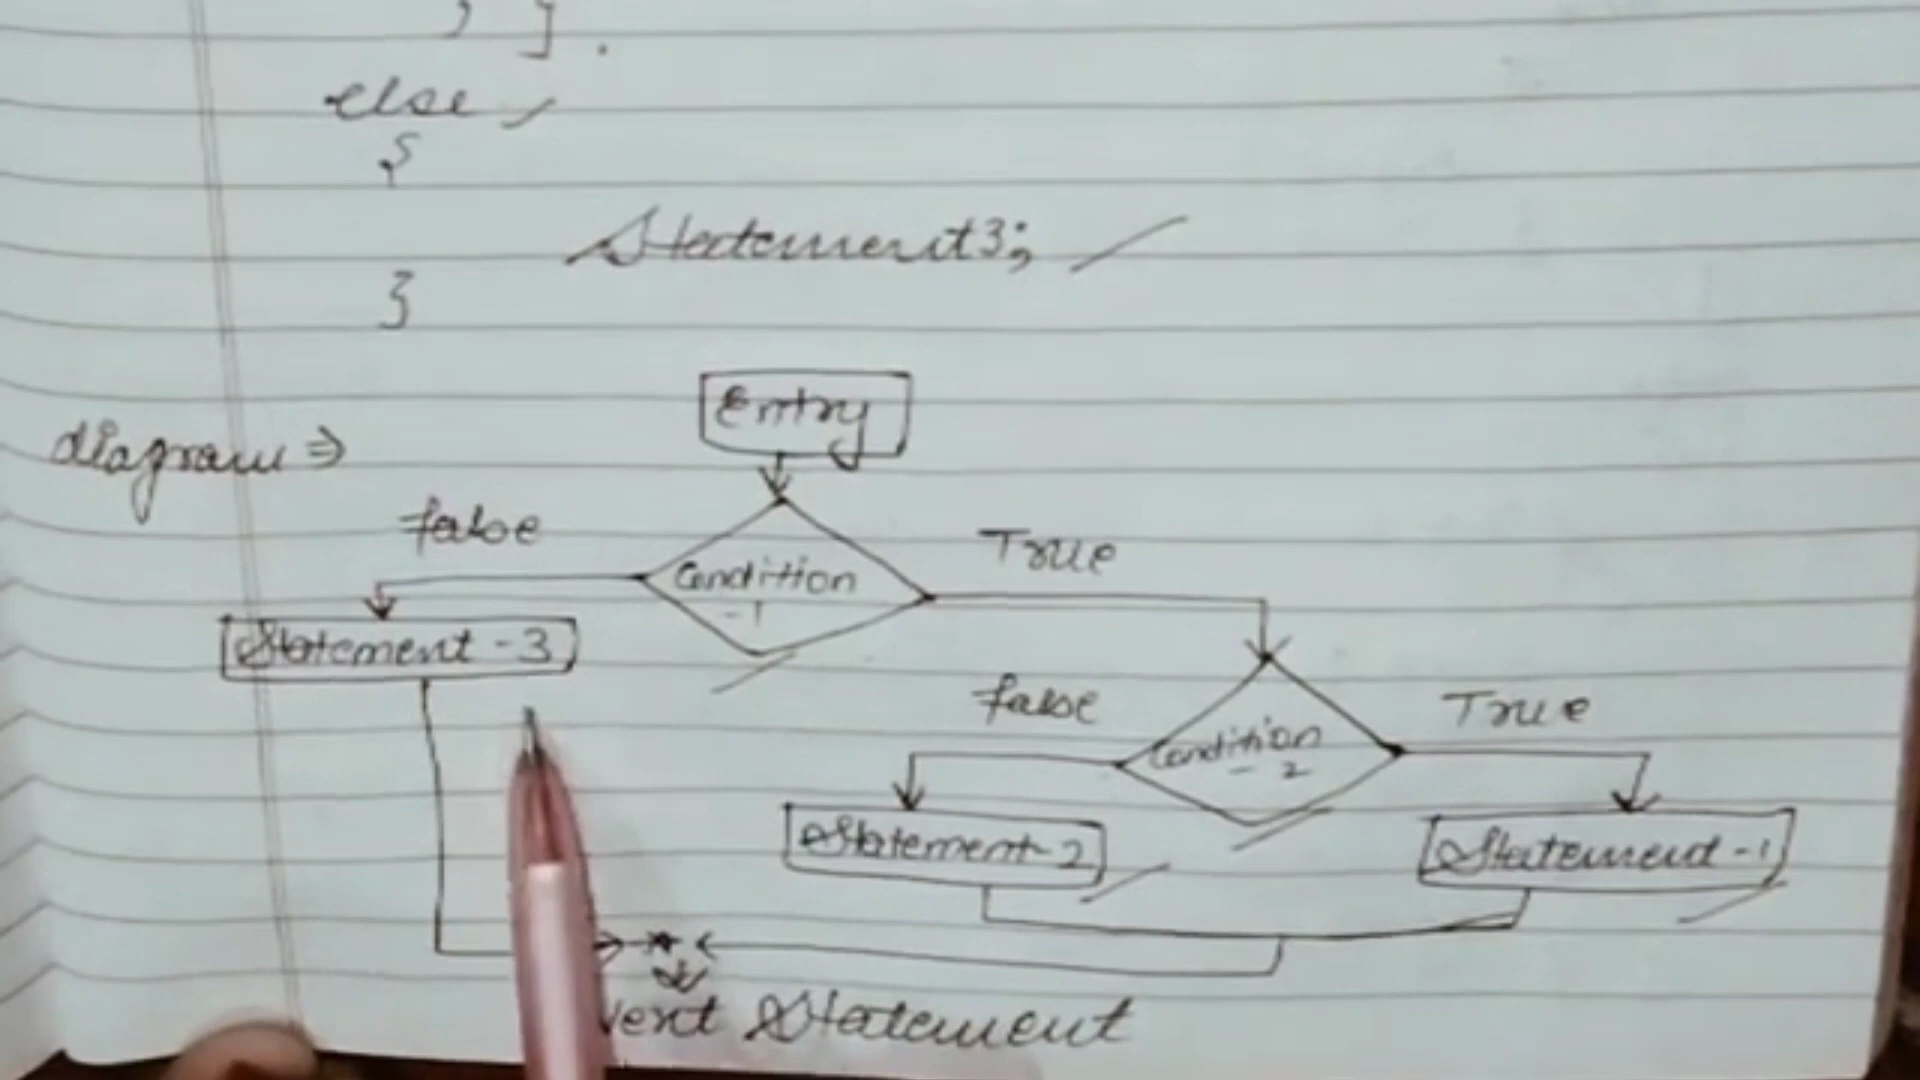 } ].
else
{
Statement3;
}
Entry
diagram ⇒
false
True
Condition
-1
Statement-3
false
True
Condition
- 2
Statement-2
Statement-1
Statement